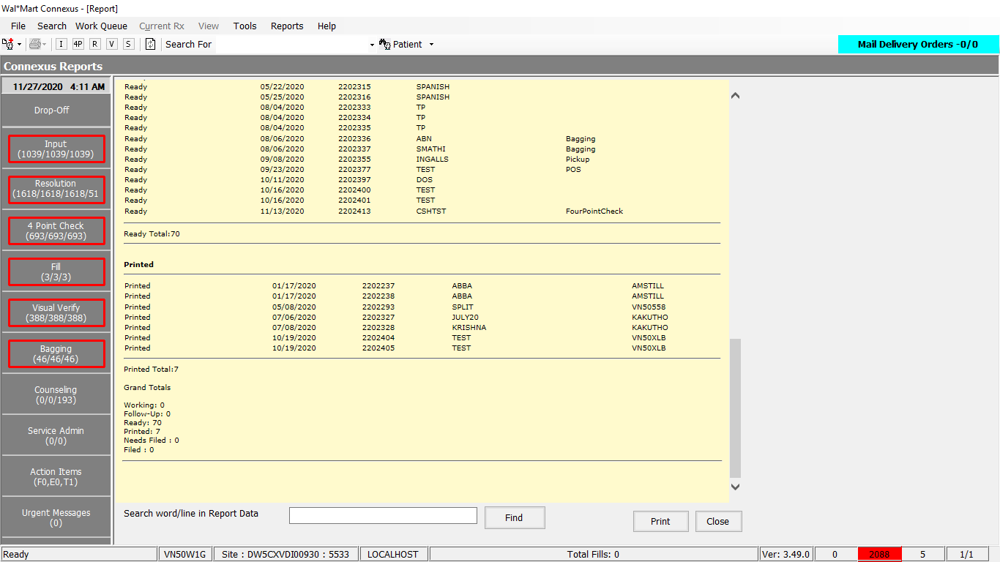 Wal*Mart Connexus - [Report]
File Search Work Queue Current Rx View Tools Reports Help
I 4P R V S Search For Patient Mail Delivery Orders -0/0
Connexus Reports
11/27/2020 4:11 AM
Drop-Off
Input
(1039/1039/1039)
Resolution
(1618/1618/1618/51
4 Point Check
(693/693/693)
Fill
(3/3/3)
Visual Verify
(388/388/388)
Bagging
(46/46/46)
Counseling
(0/0/193)
Service Admin
(0/0)
Action Items
(F0,E0,T1)
Urgent Messages
(0)
Ready 05/22/2020 2202315 SPANISH
Ready 05/25/2020 2202316 SPANISH
Ready 08/04/2020 2202333 TP
Ready 08/04/2020 2202334 TP
Ready 08/04/2020 2202335 TP
Ready 08/06/2020 2202336 ABN Bagging
Ready 08/06/2020 2202337 SMATHI Bagging
Ready 09/08/2020 2202355 INGALLS Pickup
Ready 09/23/2020 2202377 TEST POS
Ready 10/11/2020 2202397 DOS
Ready 10/16/2020 2202400 TEST
Ready 10/16/2020 2202401 TEST
Ready 11/13/2020 2202413 CSHTST FourPointCheck
Ready Total:70
Printed
Printed 01/17/2020 2202237 ABBA AMSTILL
Printed 01/17/2020 2202238 ABBA AMSTILL
Printed 05/08/2020 2202293 SPLIT VN50558
Printed 07/06/2020 2202327 JULY20 KAKUTHO
Printed 07/08/2020 2202328 KRISHNA KAKUTHO
Printed 10/19/2020 2202404 TEST VN50XLB
Printed 10/19/2020 2202405 TEST VN50XLB
Printed Total:7
Grand Totals
Working: 0
Follow-Up: 0
Ready: 70
Printed: 7
Needs Filed : 0
Filed : 0
Search word/line in Report Data Find Print Close
Ready VN50W1G Site : DW5CXVDI00930 : 5533 LOCALHOST Total Fills: 0 Ver: 3.49.0 0 2088 5 1/1